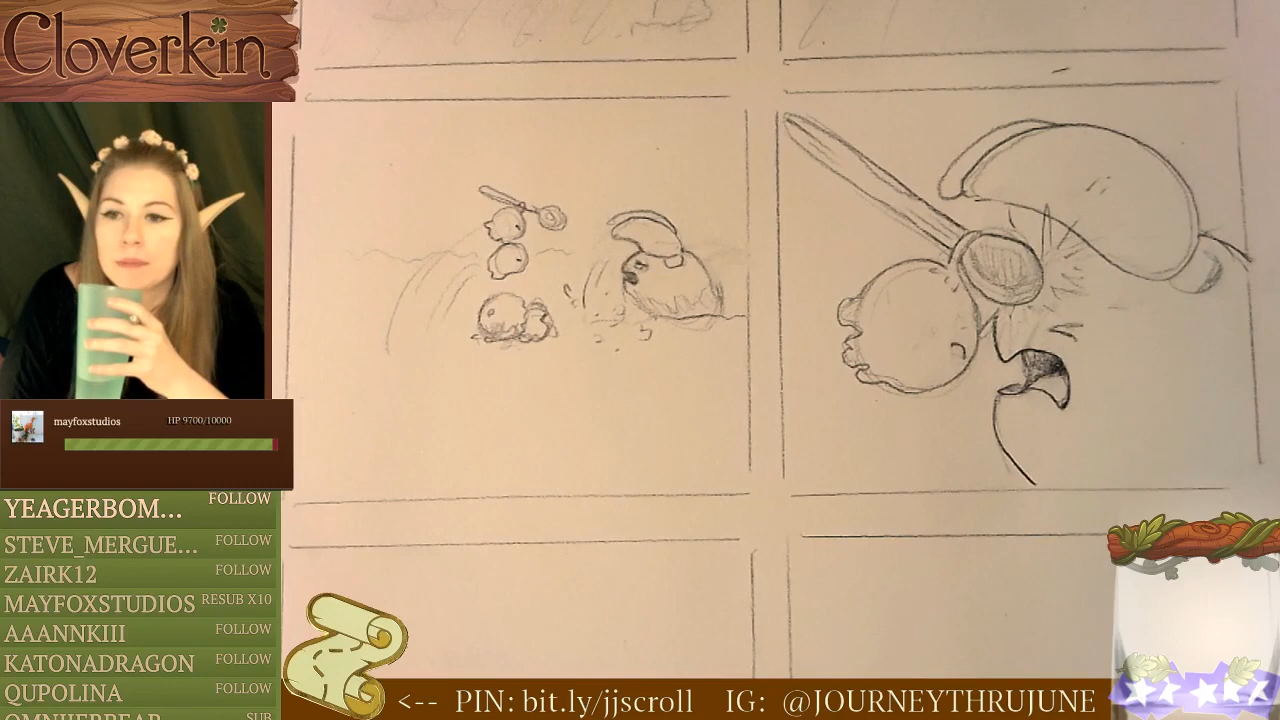 Cloverkin
mayfoxstudios HP 9700/10000
YEAGERBOM... FOLLOW
STEVE_MERGUE... FOLLOW
ZAIRK12 FOLLOW
MAYFOXSTUDIOS RESUB X10
AAANNKIII FOLLOW
KATONADRAGON FOLLOW
QUPOLINA FOLLOW
SUB
<-- PIN: bit.ly/jjscroll IG: @JOURNEYTHRUJUNE